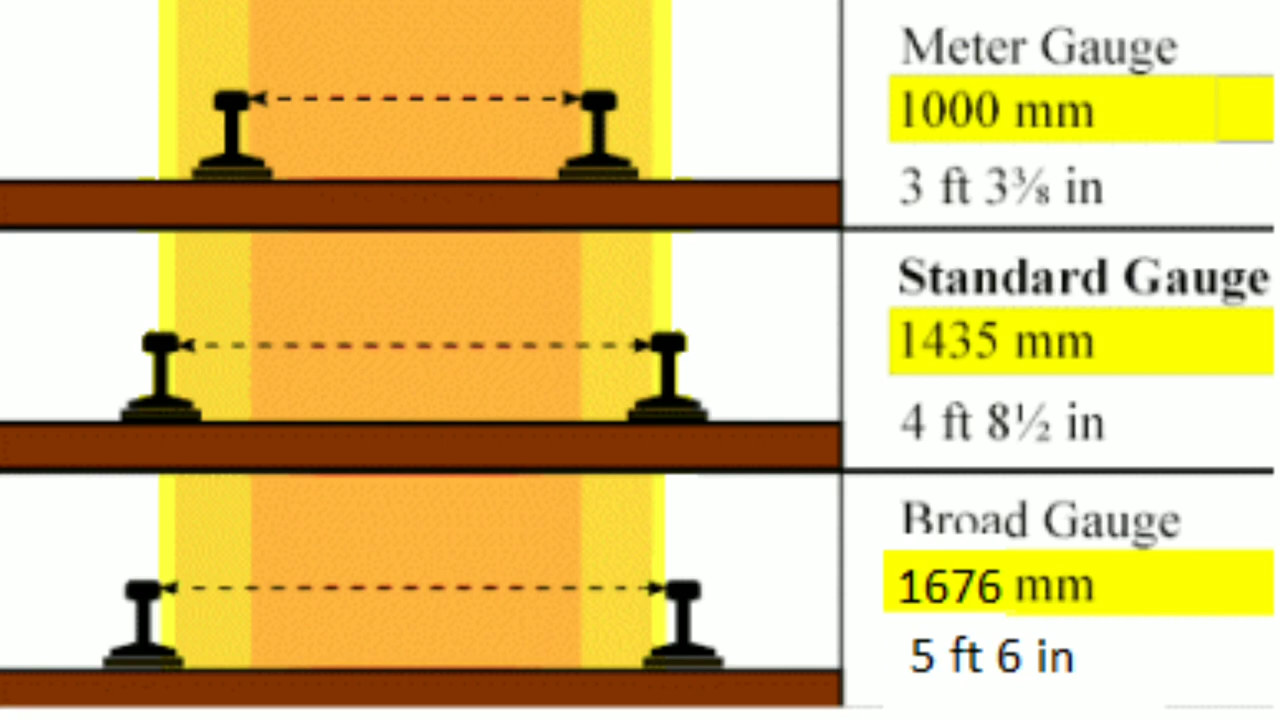 Meter Gauge
1000 mm
3 ft 3⅜ in
Standard Gauge
1435 mm
4 ft 8½ in
Broad Gauge
1676 mm
5 ft 6 in